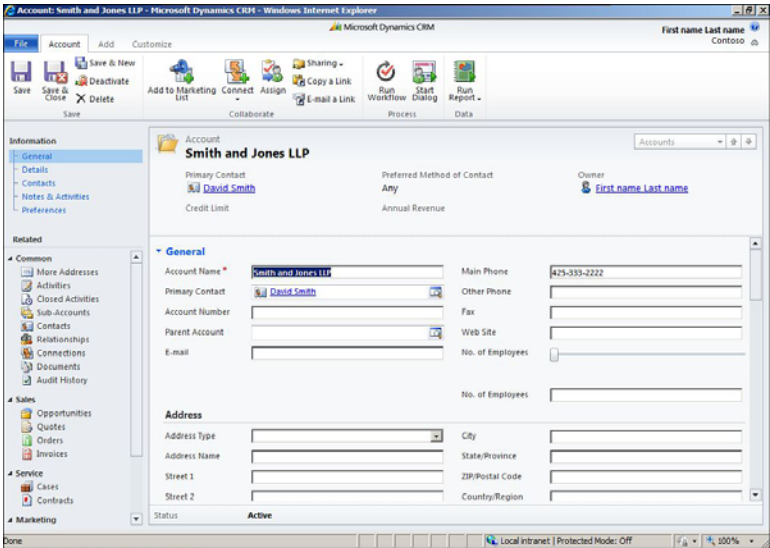 Account: Smith and Jones LLP - Microsoft Dynamics CRM - Windows Internet Explorer
Microsoft Dynamics CRM
First name Last name
Contoso
File Account Add Customize
Save
Save & Close
Save & New
Deactivate
Delete
Save
Add to Marketing List
Connect
Assign
Sharing
Copy a Link
E-mail a Link
Collaborate
Run Workflow
Start Dialog
Process
Run Report
Data
Information
General
Details
Contacts
Notes & Activities
Preferences
Related
Common
More Addresses
Activities
Closed Activities
Sub-Accounts
Contacts
Relationships
Connections
Documents
Audit History
Sales
Opportunities
Quotes
Orders
Invoices
Service
Cases
Contracts
Marketing
Account
Smith and Jones LLP
Accounts
Primary Contact
David Smith
Preferred Method of Contact
Any
Owner
First name Last name
Credit Limit
Annual Revenue
General
Account Name * Smith and Jones LLP
Main Phone 425-333-2222
Primary Contact David Smith
Other Phone
Account Number
Fax
Parent Account
Web Site
E-mail
No. of Employees
No. of Employees
Address
Address Type
City
Address Name
State/Province
Street 1
ZIP/Postal Code
Street 2
Country/Region
Status Active
Done
Local intranet | Protected Mode: Off
100%